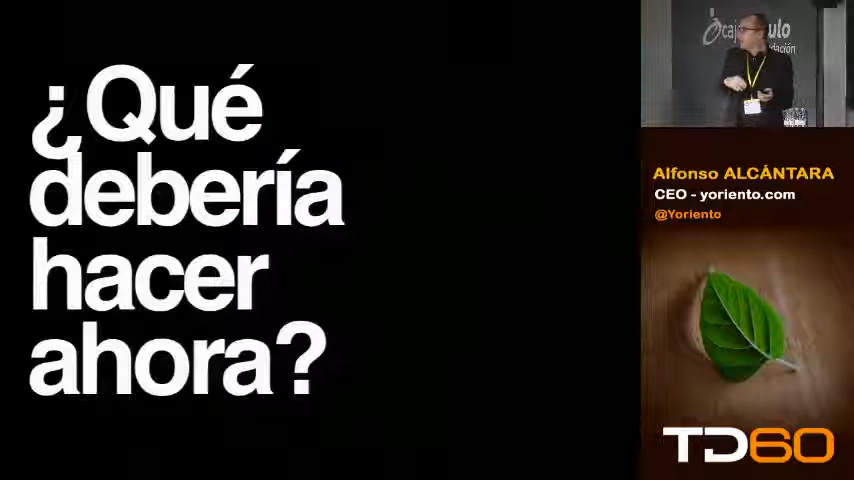 ¿Qué
debería
hacer
ahora?
Alfonso ALCÁNTARA
CEO - yoriento.com
@Yoriento
TD60